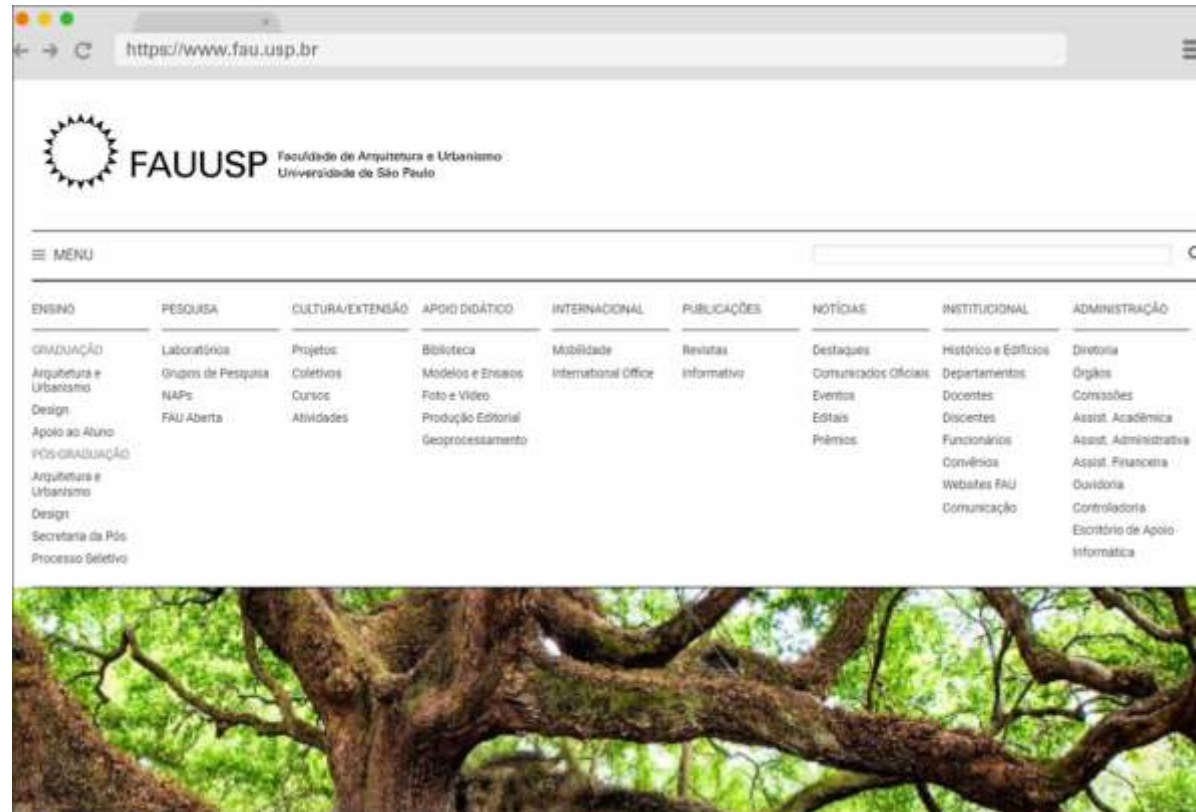 https://www.fau.usp.br
FAUUSP
Faculdade de Arquitetura e Urbanismo
Universidade de São Paulo
MENU
ENSINO
GRADUAÇÃO
Arquitetura e
Urbanismo
Design
Apoio ao Aluno
PÓS-GRADUAÇÃO
Arquitetura e
Urbanismo
Design
Secretaria da Pós
Processo Seletivo
PESQUISA
Laboratórios
Grupos de Pesquisa
NAPs
FAU Aberta
CULTURA/EXTENSÃO
Projetos
Coletivos
Cursos
Atividades
APOIO DIDÁTICO
Biblioteca
Modelos e Ensaios
Foto e Vídeo
Produção Editorial
Geoprocessamento
INTERNACIONAL
Mobilidade
International Office
PUBLICAÇÕES
Revistas
Informativo
NOTÍCIAS
Destaques
Comunicados Oficiais
Eventos
Editais
Prêmios
INSTITUCIONAL
Histórico e Edifícios
Departamentos
Docentes
Discentes
Funcionários
Convênios
Websites FAU
Comunicação
ADMINISTRAÇÃO
Diretoria
Órgãos
Comissões
Assist. Acadêmica
Assist. Administrativa
Assist. Financeira
Ouvidoria
Controladoria
Escritório de Apoio
Informática